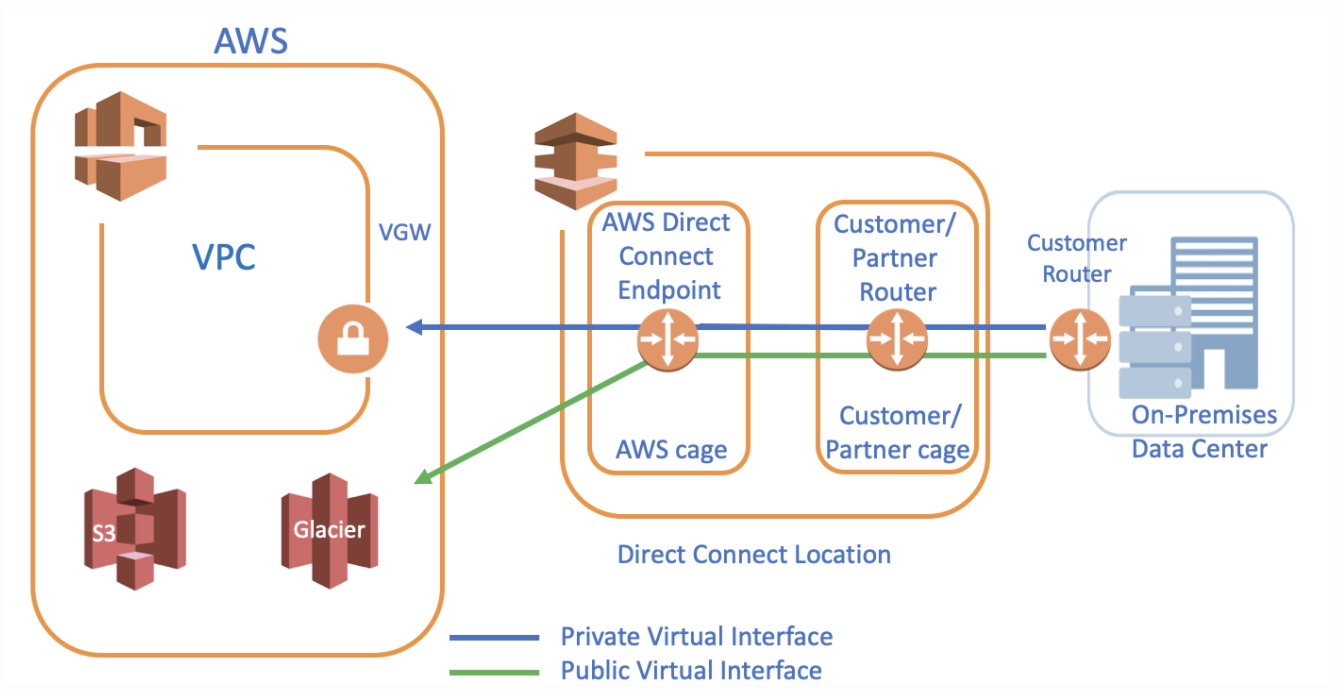 AWS
VPC
VGW
S3
Glacier
AWS Direct
Connect
Endpoint
AWS cage
Customer/
Partner
Router
Customer/
Partner cage
Direct Connect Location
Customer
Router
On-Premises
Data Center
Private Virtual Interface
Public Virtual Interface